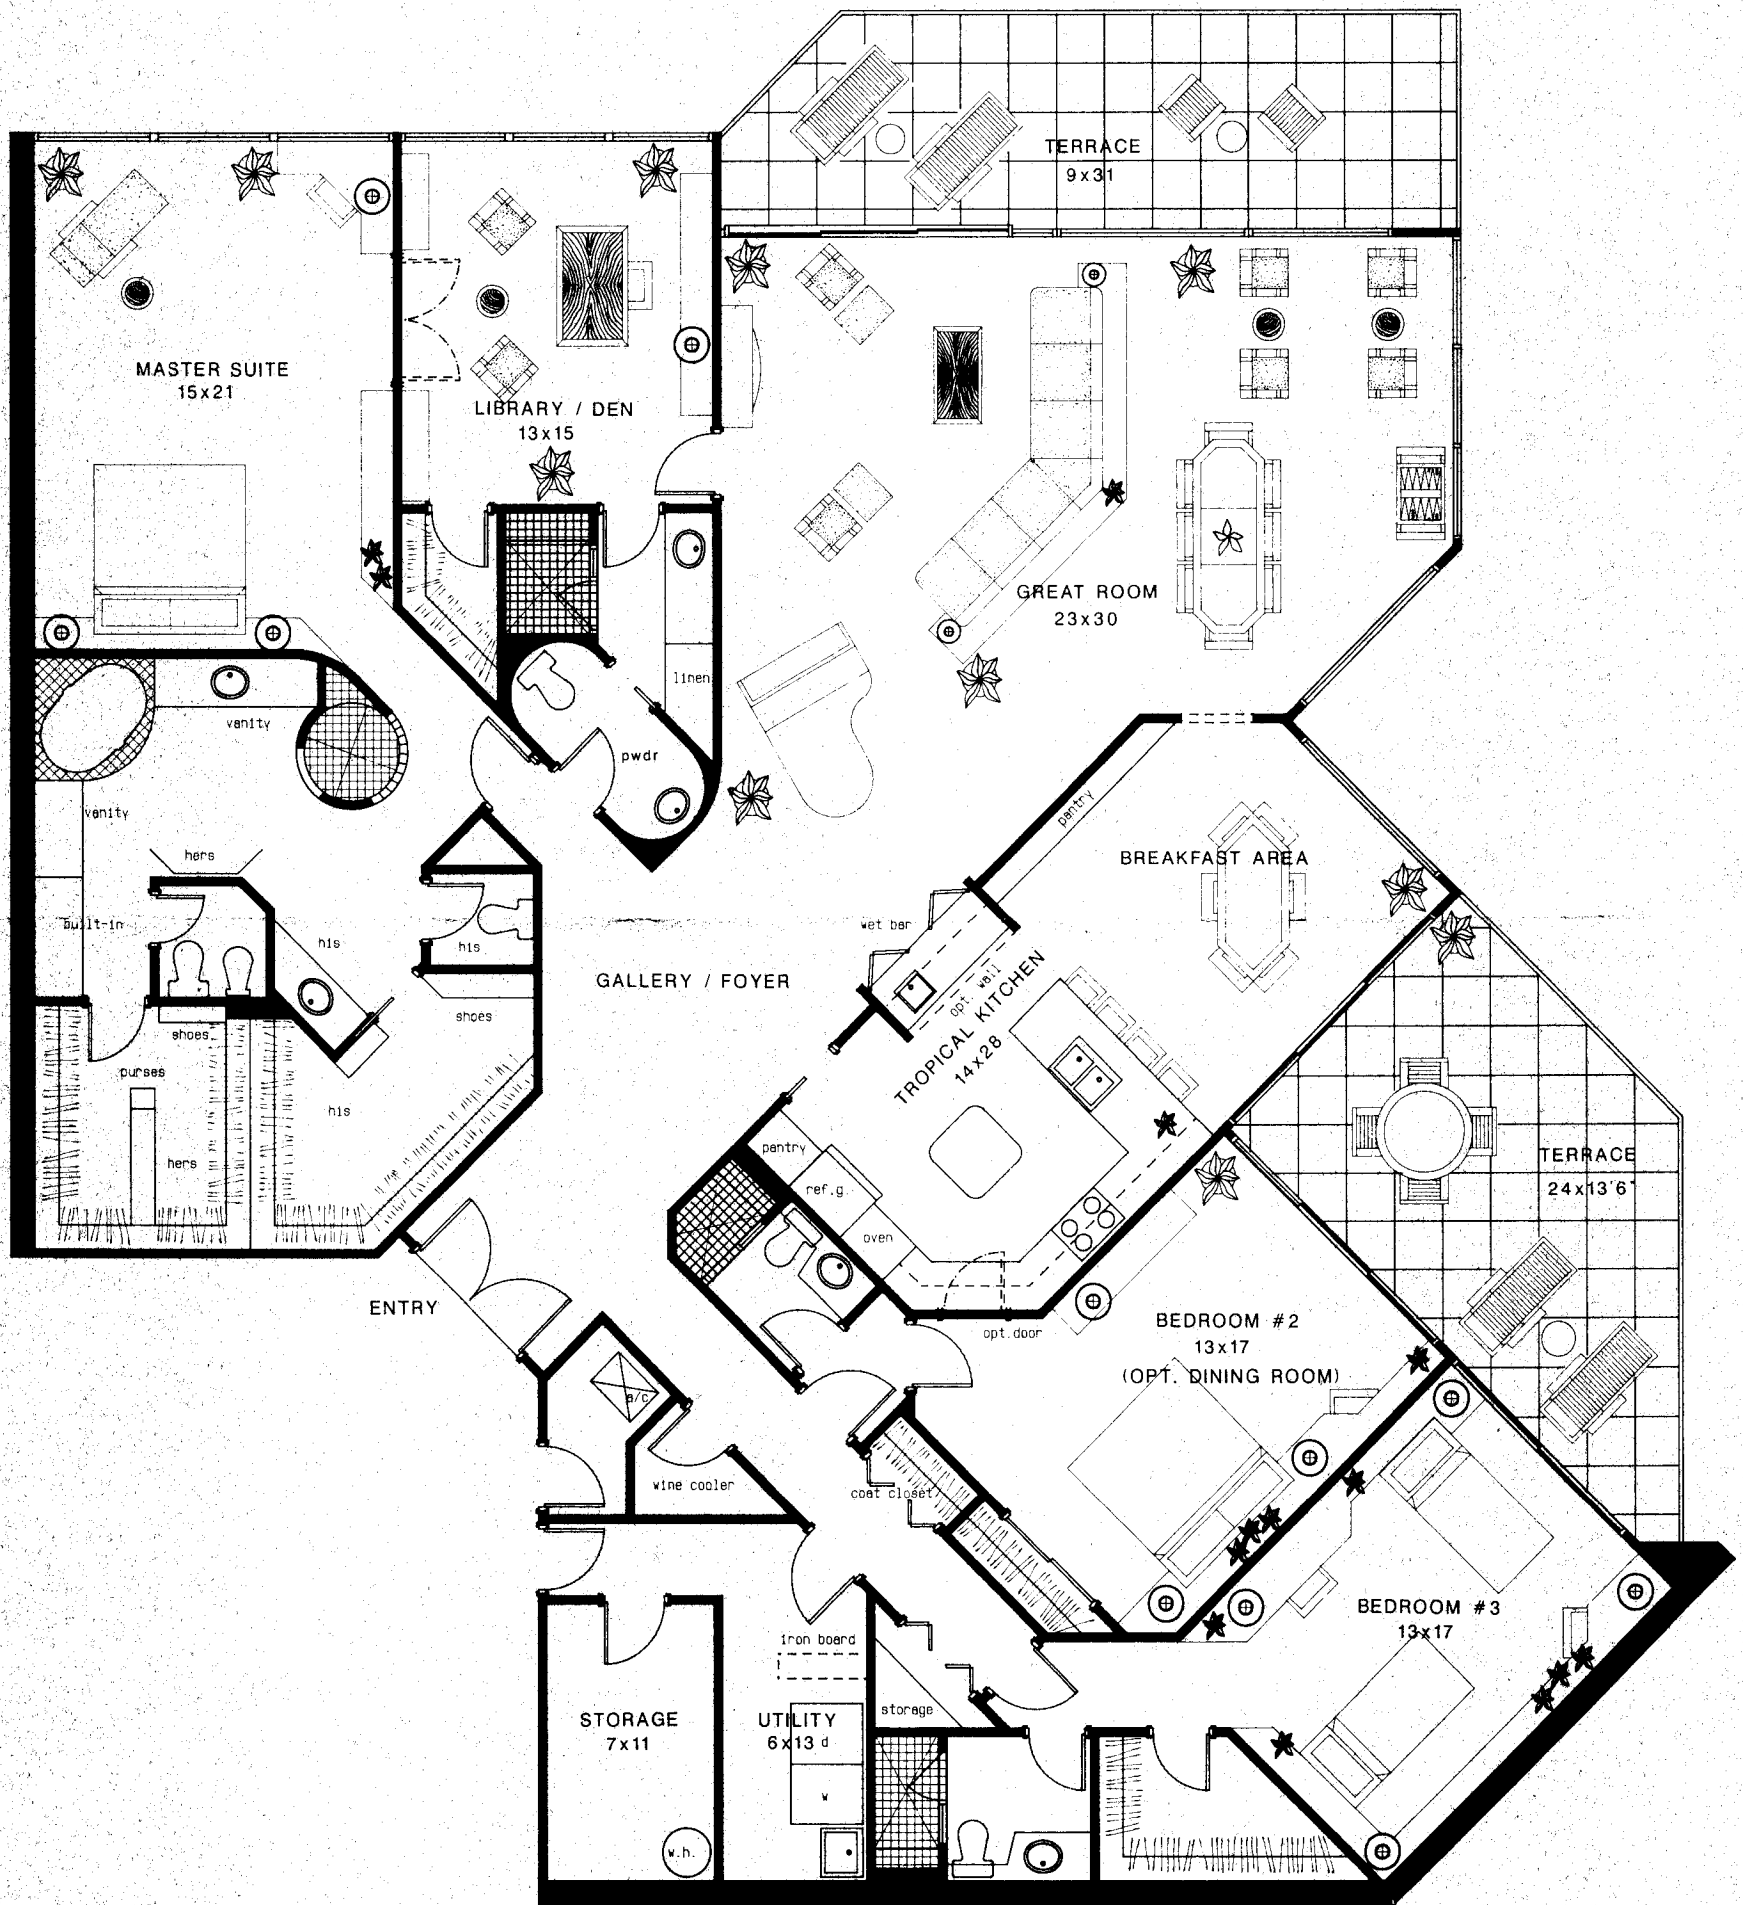 TERRACE
9x31
MASTER SUITE
15x21
LIBRARY / DEN
13x15
GREAT ROOM
23x30
linen
vanity
pwdr
vanity
pantry
BREAKFAST AREA
hers
built-in
his
his
wet bar
opt. wall
GALLERY / FOYER
TROPICAL KITCHEN
14x28
shoes
shoes
purses
his
hers
pantry
ref.g.
oven
TERRACE
24x13'6"
ENTRY
opt.door
BEDROOM #2
13x17
(OPT. DINING ROOM)
a/c
wine cooler
coat closet
BEDROOM #3
13x17
iron board
storage
STORAGE
7x11
UTILITY
6x13
d
w
w.h.